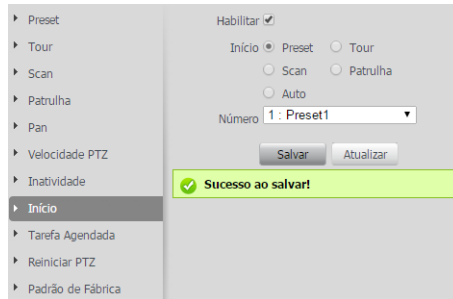 Preset
Tour
Scan
Patrulha
Pan
Velocidade PTZ
Inatividade
Início
Tarefa Agendada
Reiniciar PTZ
Padrão de Fábrica
Habilitar
Início Preset Tour
Scan Patrulha
Auto
Número 1 : Preset1
Salvar Atualizar
Sucesso ao salvar!